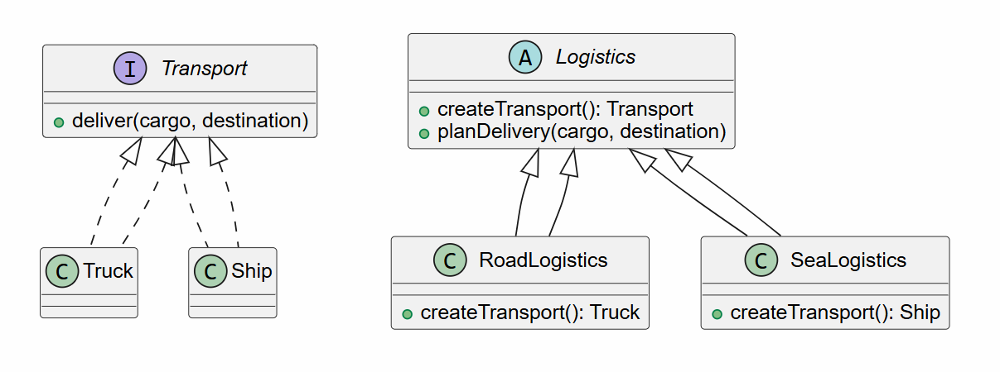 I Transport
deliver(cargo, destination)
C Truck
C Ship
A Logistics
createTransport(): Transport
planDelivery(cargo, destination)
C RoadLogistics
createTransport(): Truck
C SeaLogistics
createTransport(): Ship